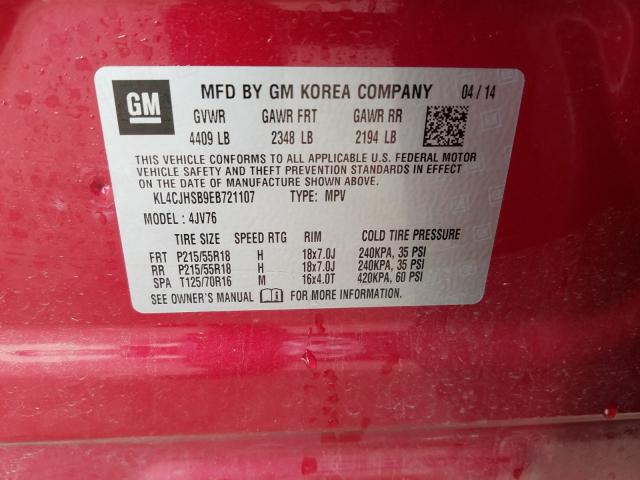 GM
MFD BY GM KOREA COMPANY 04 / 14
GVWR GAWR FRT GAWR RR
4409 LB 2348 LB 2194 LB
THIS VEHICLE CONFORMS TO ALL APPLICABLE U.S. FEDERAL MOTOR
VEHICLE SAFETY AND THEFT PREVENTION STANDARDS IN EFFECT
ON THE DATE OF MANUFACTURE SHOWN ABOVE.
KL4CJHSB9EB721107 TYPE: MPV
MODEL : 4JV76
TIRE SIZE SPEED RTG RIM COLD TIRE PRESSURE
FRT P215/55R18 H 18x7.0J 240KPA, 35 PSI
RR P215/55R18 H 18x7.0J 240KPA, 35 PSI
SPA T125/70R16 M 16x4.0T 420KPA, 60 PSI
SEE OWNER'S MANUAL FOR MORE INFORMATION